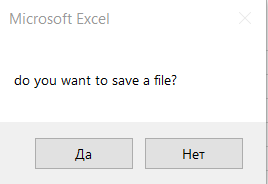 Microsoft Excel
do you want to save a file?
Да
Нет